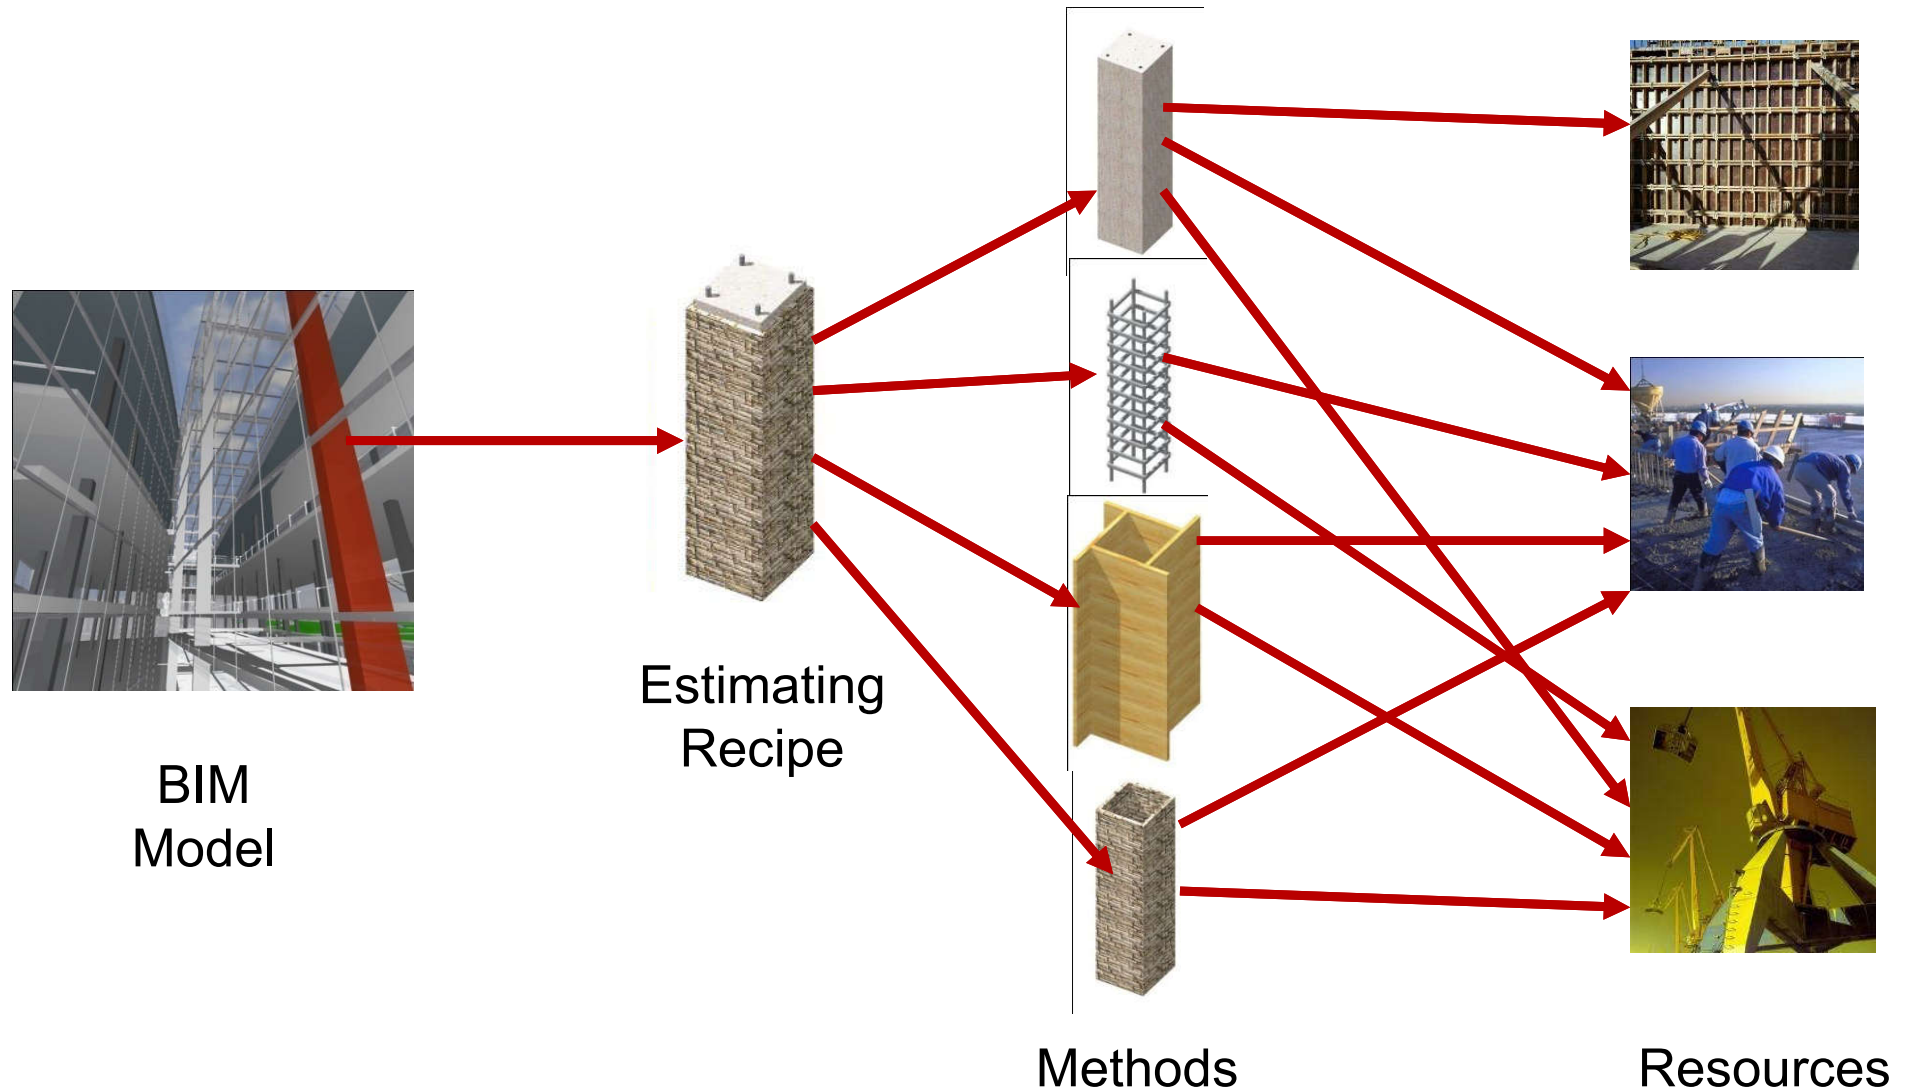 BIM
Model
Estimating
Recipe
Methods
Resources